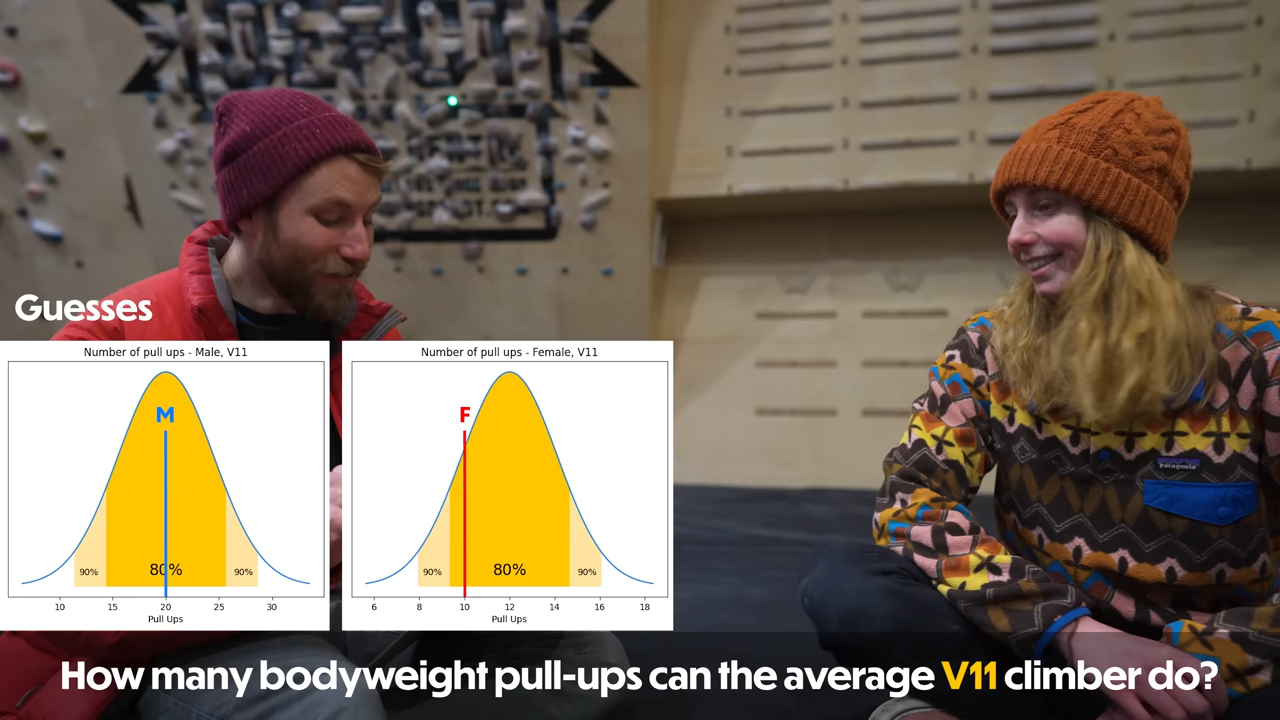 Guesses
Number of pull ups - Male, V11
M
80%
90%
90%
10 15 20 25 30
Pull Ups
Number of pull ups - Female, V11
F
80%
90%
90%
6 8 10 12 14 16 18
Pull Ups
patagonia
How many bodyweight pull-ups can the average V11 climber do?